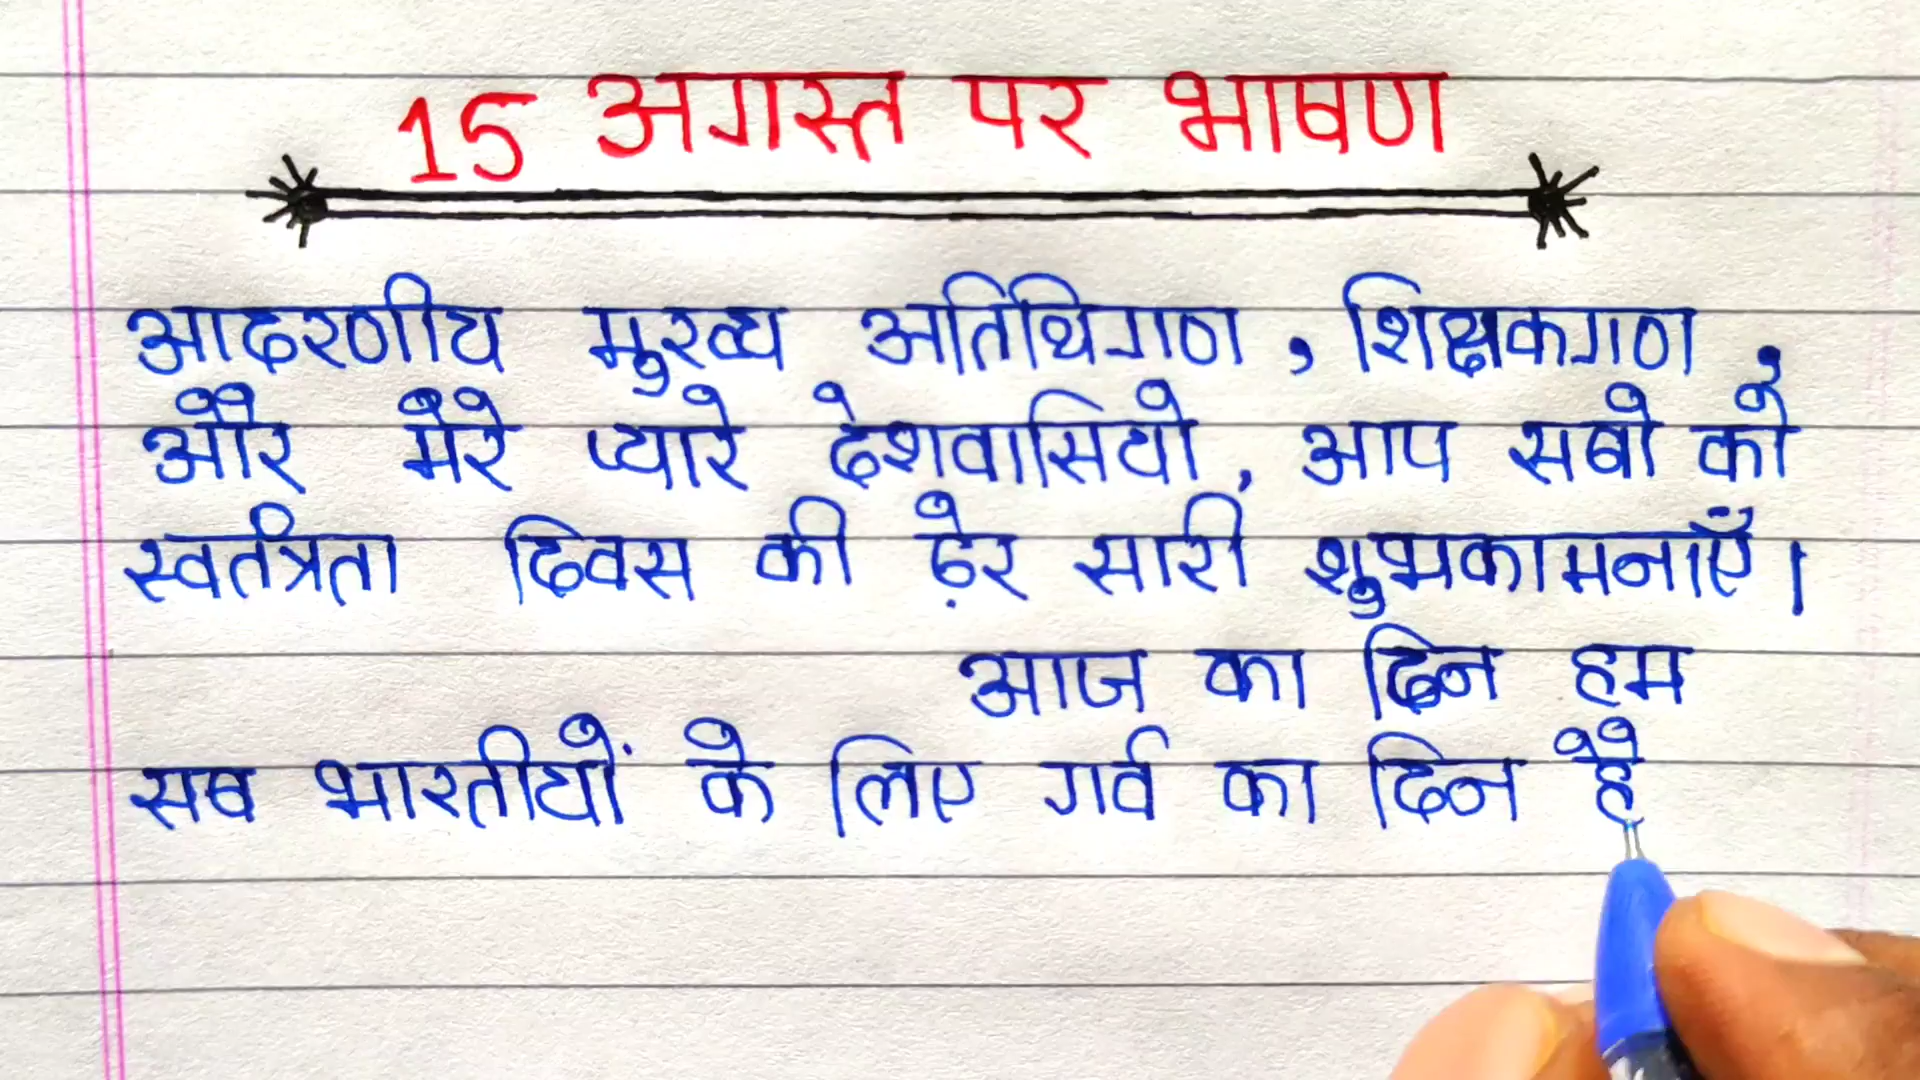 15 अगस्त पर भाषण
आदरणीय मुख्य अतिथिगण , शिक्षकगण ,
और मेरे प्यारे देशवासियो , आप सबो को
स्वतंत्रता दिवस की ढ़ेर सारी शुभकामनाएँ ।
आज का दिन हम
सब भारतीयों के लिए गर्व का दिन है